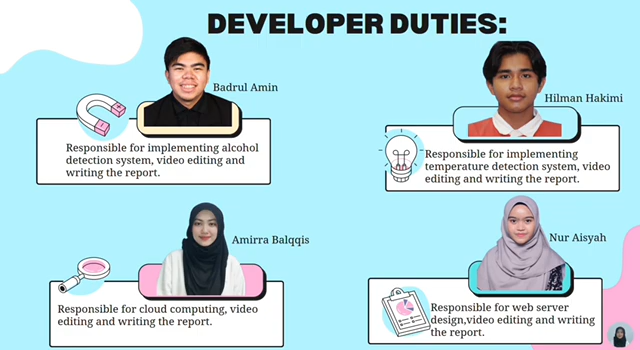 DEVELOPER DUTIES:
Badrul Amin
Responsible for implementing alcohol
detection system, video editing and
writing the report.
Hilman Hakimi
Responsible for implementing
temperature detection system, video
editing and writing the report.
Amirra Balqqis
Responsible for cloud computing, video
editing and writing the report.
Nur Aisyah
Responsible for web server
design,video editing and writing
the report.